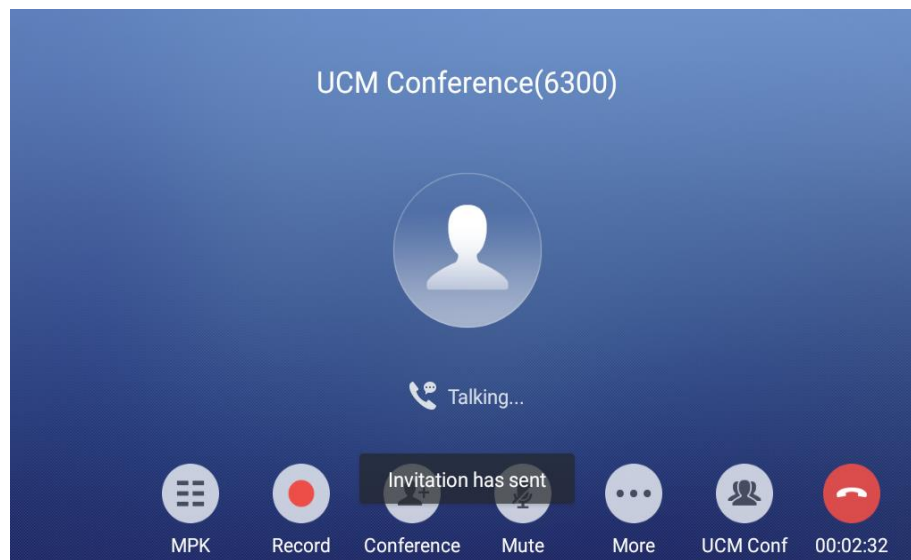 UCM Conference(6300)
Talking...
Invitation has sent
MPK
Record
Conference
Mute
More
UCM Conf
00:02:32